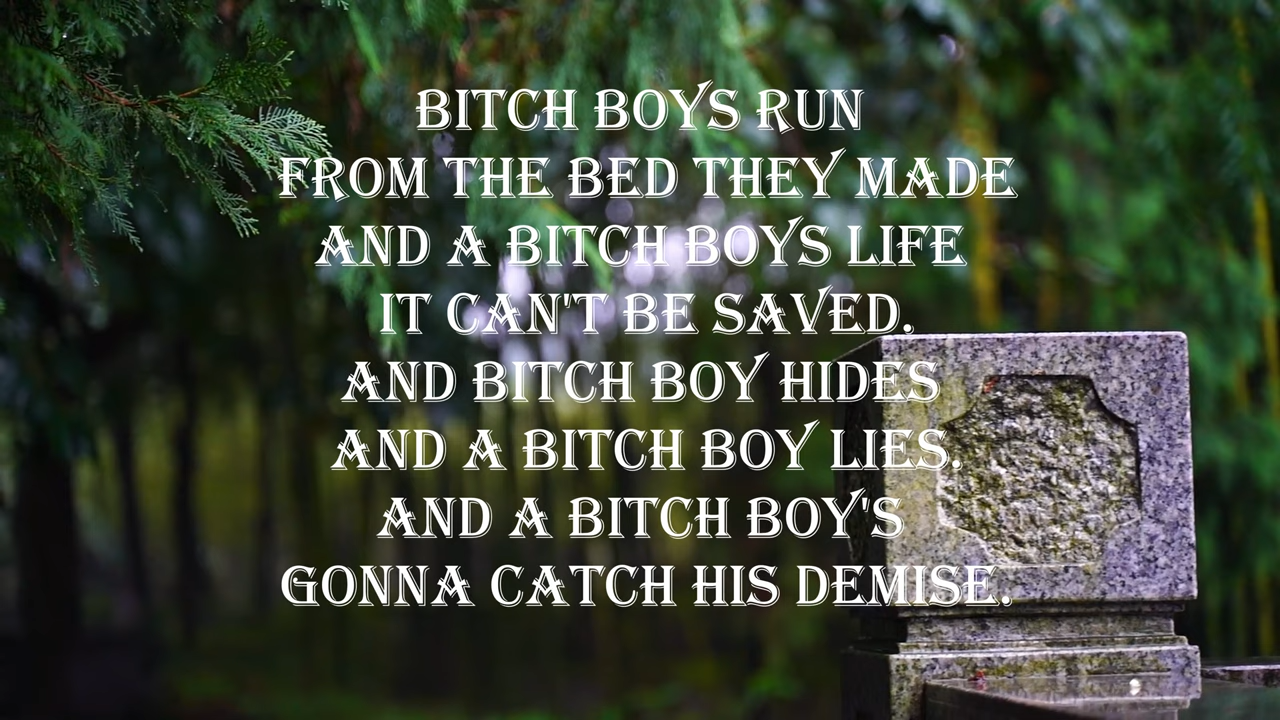 BITCH BOYS RUN
FROM THE BED THEY MADE
AND A BITCH BOYS LIFE
IT CAN'T BE SAVED.
AND BITCH BOY HIDES
AND A BITCH BOY LIES.
AND A BITCH BOY'S
GONNA CATCH HIS DEMISE.